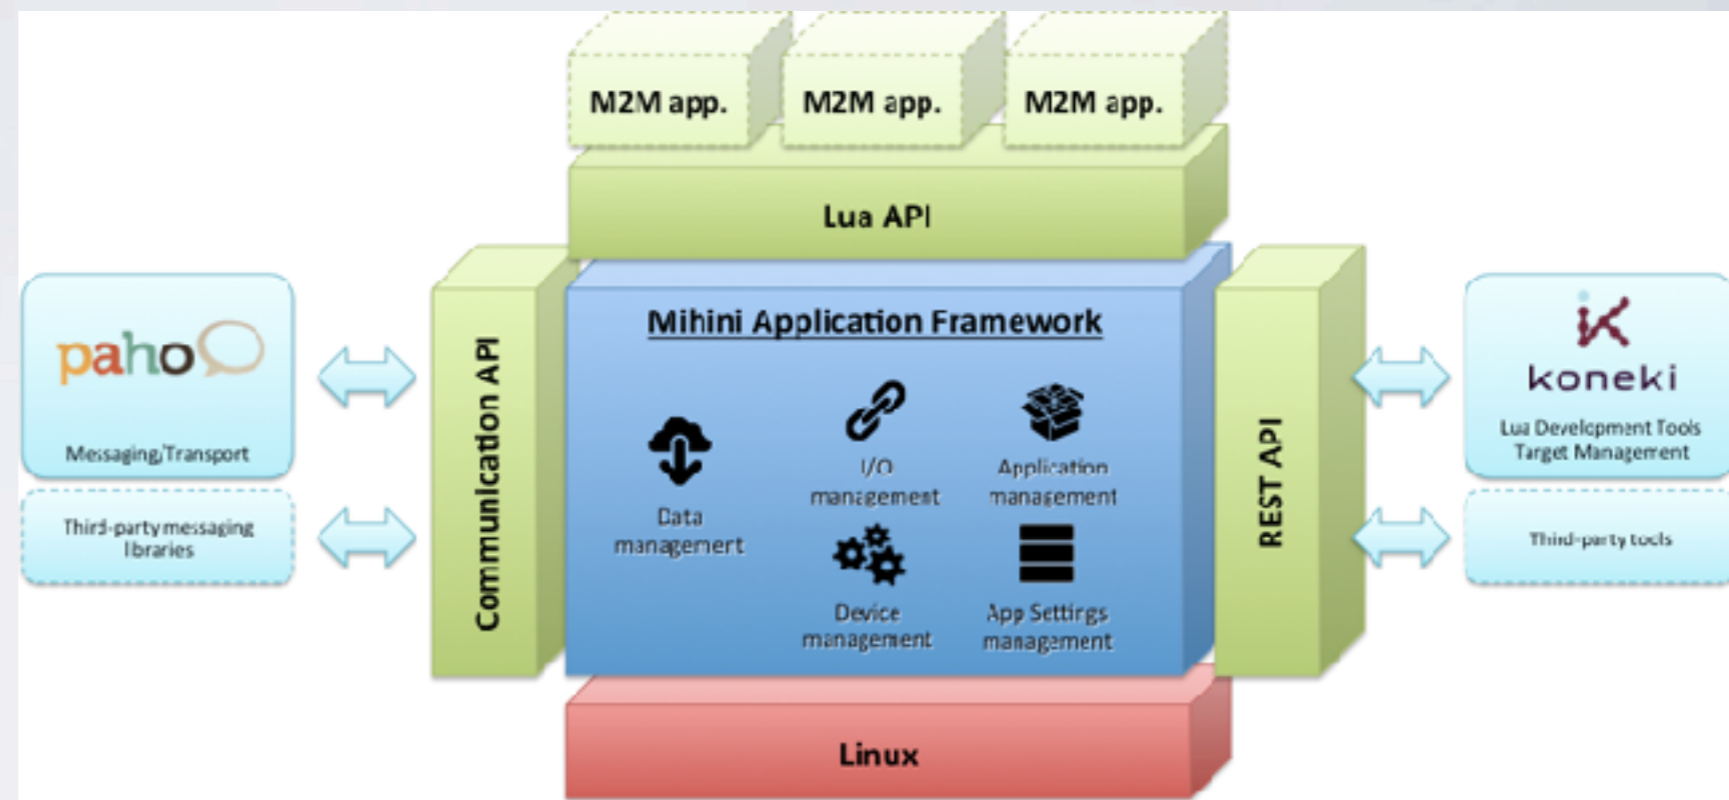 M2M app.
M2M app.
M2M app.
Lua API
Mihini Application Framework
paho
Messaging/Transport
Third-party messaging
libraries
Communication API
Data
management
I/O
management
Application
management
Device
management
App Settings
management
REST API
koneki
Lua Development Tools
Target Management
Third-party tools
Linux